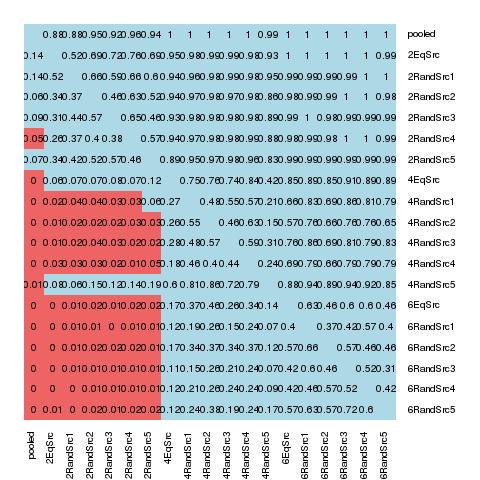 0.88 0.88 0.95 0.92 0.96 0.94 1 1 1 1 1 0.99 1 1 1 1 1 1 pooled
0.14 0.52 0.69 0.72 0.76 0.69 0.95 0.98 0.99 0.99 0.98 0.93 1 1 1 1 1 0.99 2EqSrc
0.14 0.52 0.66 0.59 0.66 0.6 0.94 0.96 0.98 0.99 0.98 0.95 0.99 0.99 0.99 0.99 1 1 2RandSrc1
0.06 0.34 0.37 0.46 0.63 0.52 0.94 0.97 0.98 0.97 0.98 0.86 0.98 0.99 0.99 1 1 0.98 2RandSrc2
0.09 0.31 0.44 0.65 0.46 0.93 0.98 0.98 0.98 0.98 0.89 0.99 1 0.98 0.99 0.99 0.99 2RandSrc3
0.05 0.26 0.37 0.4 0.38 0.57 0.94 0.97 0.98 0.99 0.98 0.88 0.98 0.99 0.98 1 1 0.99 2RandSrc4
0.07 0.34 0.42 0.52 0.57 0.46 0.89 0.95 0.97 0.98 0.96 0.83 0.99 0.99 0.99 0.99 0.99 0.99 2RandSrc5
0 0.06 0.07 0.07 0.08 0.07 0.12 0.75 0.76 0.74 0.84 0.42 0.85 0.89 0.85 0.91 0.89 0.89 4EqSrc
0 0.02 0.04 0.04 0.03 0.03 0.06 0.27 0.48 0.55 0.57 0.21 0.66 0.83 0.69 0.86 0.81 0.79 4RandSrc1
0 0.01 0.02 0.02 0.02 0.03 0.03 0.26 0.55 0.46 0.63 0.15 0.57 0.76 0.66 0.76 0.76 0.65 4RandSrc2
0 0.01 0.02 0.04 0.03 0.02 0.02 0.28 0.48 0.57 0.59 0.31 0.76 0.86 0.69 0.81 0.79 0.83 4RandSrc3
0 0.03 0.03 0.03 0.02 0.01 0.05 0.18 0.46 0.4 0.44 0.24 0.69 0.79 0.66 0.79 0.79 0.76 4RandSrc4
0.01 0.08 0.06 0.15 0.12 0.14 0.19 0.6 0.81 0.86 0.72 0.79 0.88 0.94 0.89 0.94 0.92 0.85 4RandSrc5
0 0 0.01 0.02 0.01 0.02 0.02 0.17 0.37 0.46 0.26 0.34 0.14 0.63 0.46 0.6 0.6 0.46 6EqSrc
0 0 0.01 0.01 0 0.01 0.01 0.12 0.19 0.26 0.15 0.24 0.07 0.4 0.37 0.42 0.57 0.4 6RandSrc1
0 0 0.01 0.02 0.02 0.02 0.01 0.17 0.34 0.37 0.34 0.37 0.12 0.57 0.66 0.57 0.46 0.46 6RandSrc2
0 0 0.01 0.01 0.01 0.01 0.01 0.11 0.15 0.26 0.21 0.24 0.07 0.42 0.6 0.46 0.52 0.31 6RandSrc3
0 0 0.01 0.01 0.01 0.01 0.01 0.12 0.21 0.26 0.24 0.24 0.12 0.46 0.46 0.57 0.52 0.42 6RandSrc4
0 0.01 0 0.02 0.01 0.02 0.02 0.12 0.24 0.38 0.19 0.24 0.17 0.57 0.63 0.57 0.72 0.6 6RandSrc5
pooled 2EqSrc 2RandSrc1 2RandSrc2 2RandSrc3 2RandSrc4 2RandSrc5 4EqSrc 4RandSrc1 4RandSrc2 4RandSrc3 4RandSrc4 4RandSrc5 6EqSrc 6RandSrc1 6RandSrc2 6RandSrc3 6RandSrc4 6RandSrc5